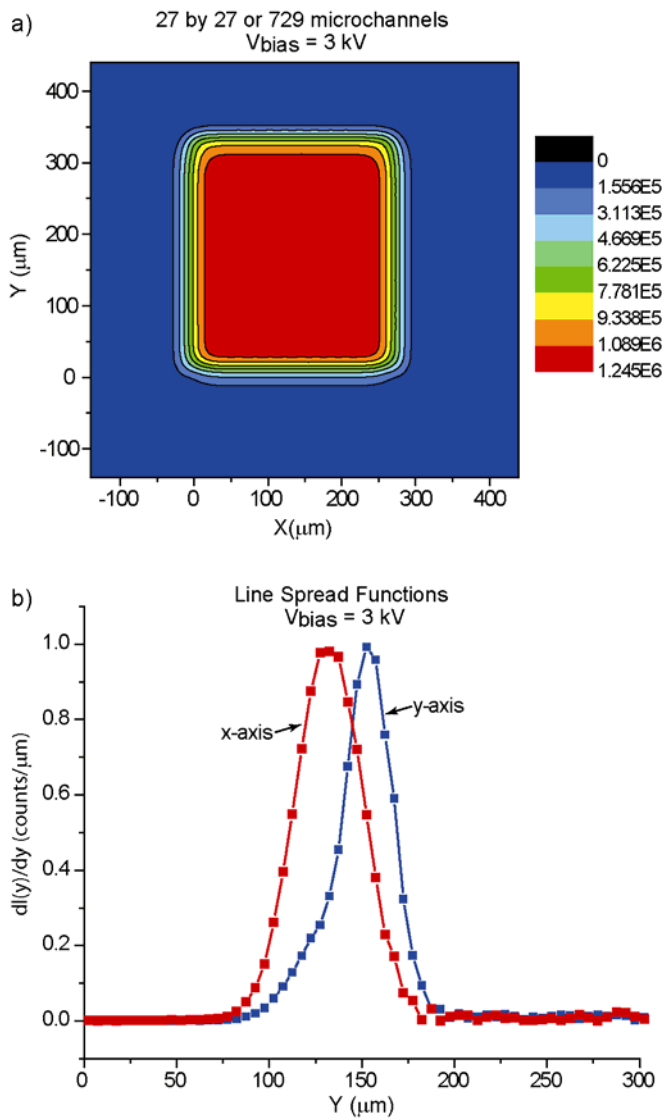 a)
27 by 27 or 729 microchannels
Vbias = 3 kV
Y (μm)
400
300
200
100
0
-100
-100 0 100 200 300 400
X(μm)
0
1.556E5
3.113E5
4.669E5
6.225E5
7.781E5
9.338E5
1.089E6
1.245E6
b)
Line Spread Functions
Vbias = 3 kV
dI(y)/dy (counts/μm)
1.0
0.8
0.6
0.4
0.2
0.0
x-axis
y-axis
0 50 100 150 200 250 300
Y (μm)